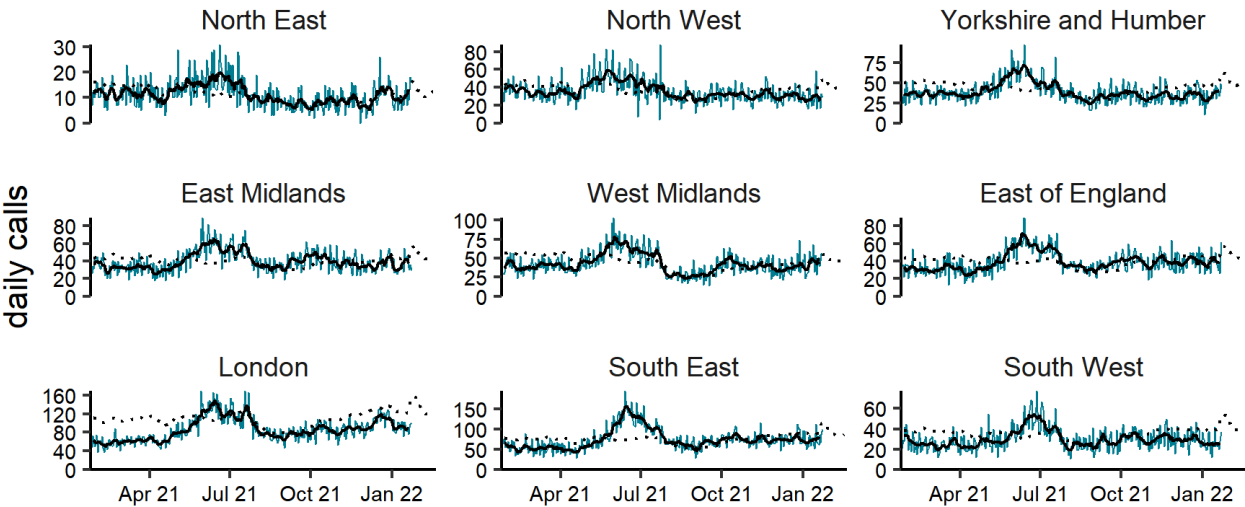 North East North West Yorkshire and Humber
30 80 75
20 60 50
10 40 25
0 20 0
0
daily calls
East Midlands West Midlands East of England
80 100 80
60 75 60
40 50 40
20 25 20
0 0 0
London South East South West
160 150 60
120 100 40
80 50 20
40 0 0
0
Apr 21 Jul 21 Oct 21 Jan 22 Apr 21 Jul 21 Oct 21 Jan 22 Apr 21 Jul 21 Oct 21 Jan 22